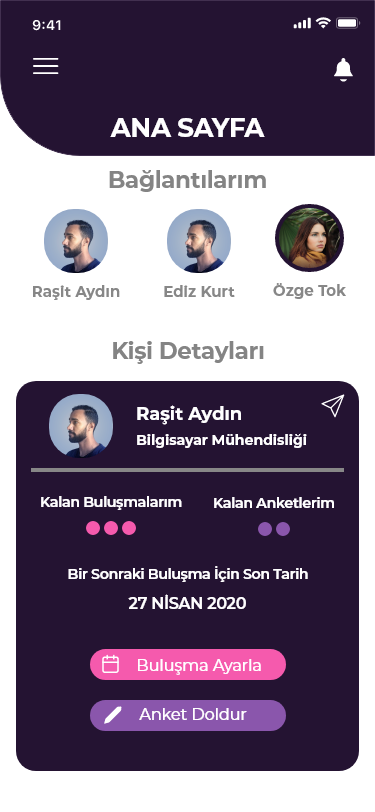 9:41
ANA SAYFA
Bağlantılarım
Raşit Aydın
Ediz Kurt
Özge Tok
Kişi Detayları
Raşit Aydın
Bilgisayar Mühendisliği
Kalan Buluşmalarım
Kalan Anketlerim
Bir Sonraki Buluşma İçin Son Tarih
27 NİSAN 2020
Buluşma Ayarla
Anket Doldur